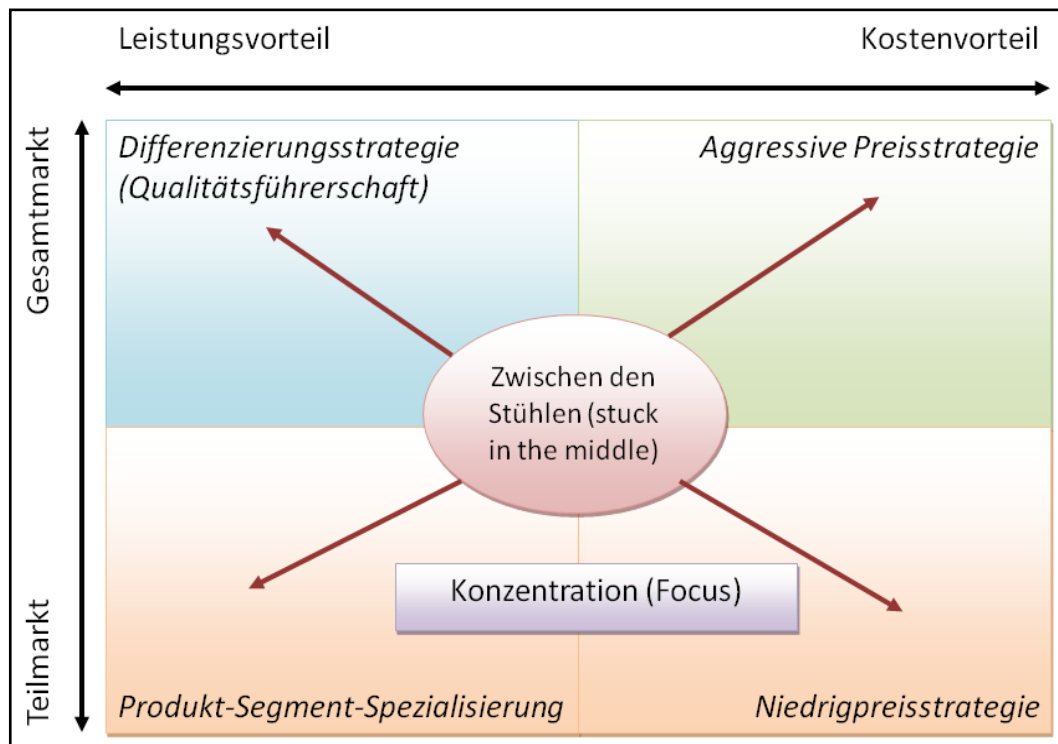 Leistungsvorteil
Kostenvorteil
Gesamtmarkt
Differenzierungsstrategie
(Qualitätsführerschaft)
Aggressive Preisstrategie
Zwischen den
Stühlen (stuck
in the middle)
Konzentration (Focus)
Teilmarkt
Produkt-Segment-Spezialisierung
Niedrigpreisstrategie